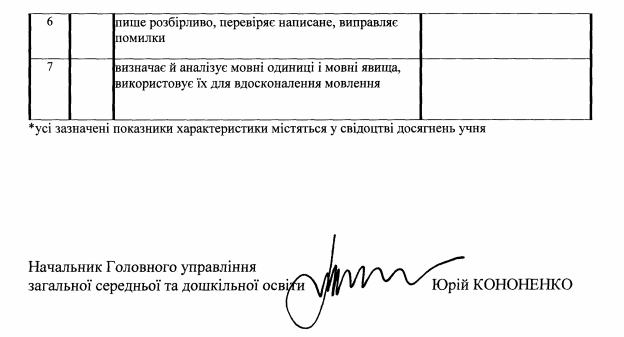 6 пише розбірливо, перевіряє написане, виправляє
помилки
7 визначає й аналізує мовні одиниці і мовні явища,
використовує їх для вдосконалення мовлення
*усі зазначені показники характеристики містяться у свідоцтві досягнень учня
Начальник Головного управління
загальної середньої та дошкільної освіти Юрій КОНОНЕНКО